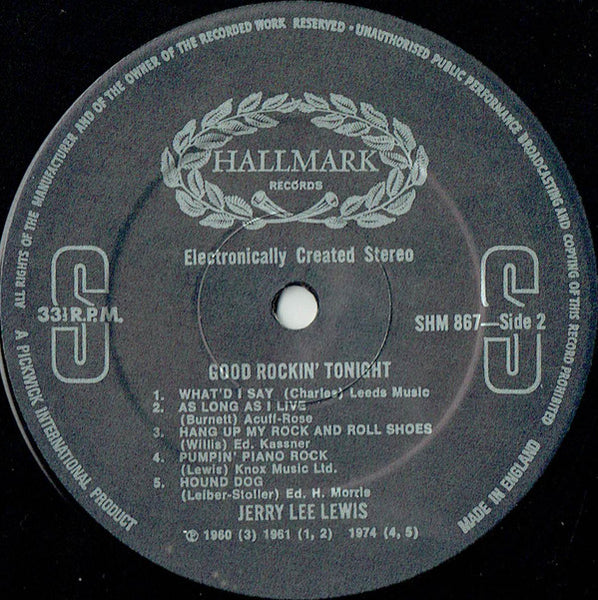 ALL RIGHTS OF THE MANUFACTURER AND OF THE OWNER OF THE RECORDED WORK RESERVED · UNAUTHORISED PUBLIC PERFORMANCE BROADCASTING AND COPYING OF THIS RECORD PROHIBITED
HALLMARK
RECORDS
Electronically Created Stereo
S S
33⅓ R.P.M.
SHM 867—Side 2
GOOD ROCKIN' TONIGHT
1. WHAT'D I SAY (Charles) Leeds Music
2. AS LONG AS I LIVE
(Burnett) Acuff-Rose
3. HANG UP MY ROCK AND ROLL SHOES
(Willis) Ed. Kassner
4. PUMPIN' PIANO ROCK
(Lewis) Knox Music Ltd.
5. HOUND DOG
(Leiber-Stoller) Ed. H. Morris
JERRY LEE LEWIS
℗ 1960 (3) 1961 (1, 2) 1974 (4, 5)
A PICKWICK INTERNATIONAL PRODUCT
MADE IN ENGLAND